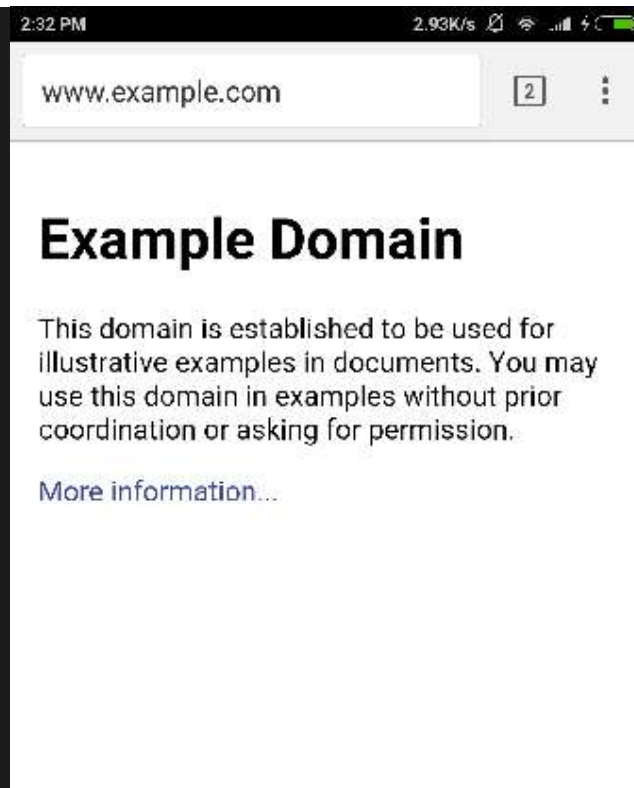 2:32 PM 2.93K/s
www.example.com 2
Example Domain
This domain is established to be used for
illustrative examples in documents. You may
use this domain in examples without prior
coordination or asking for permission.
More information...